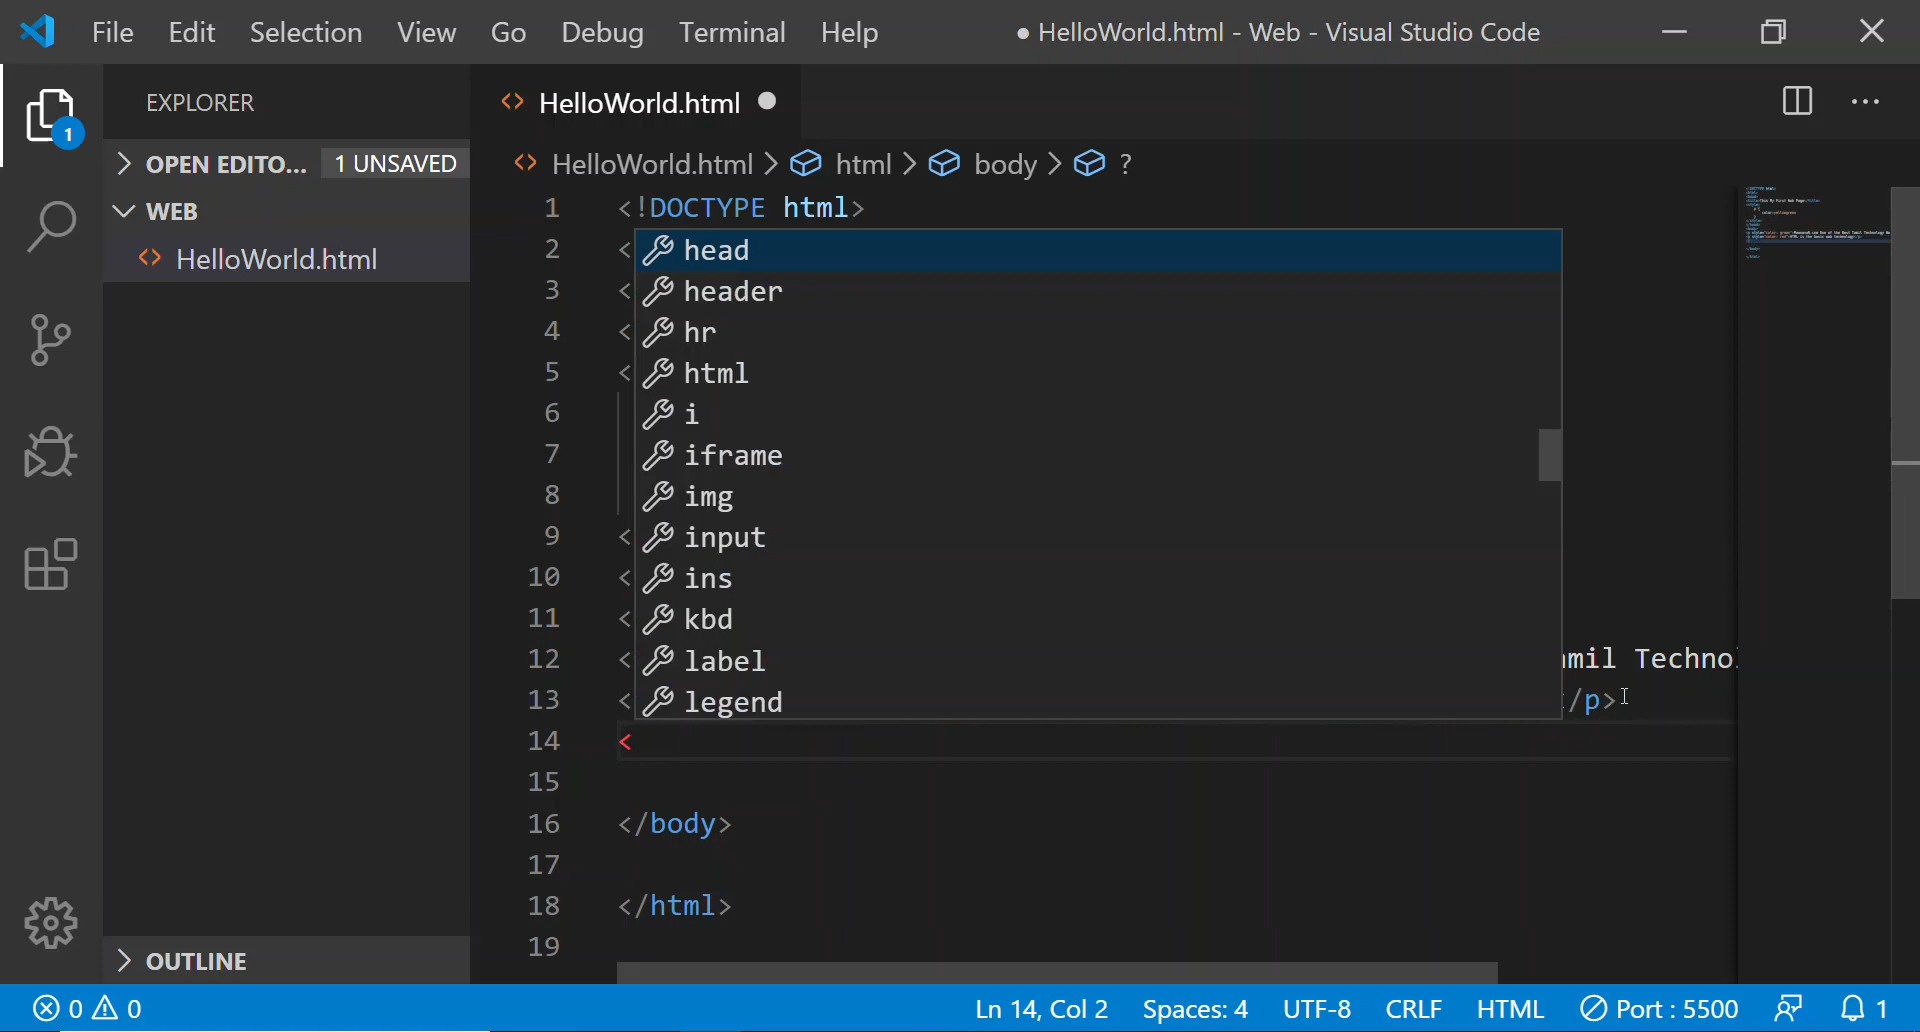 File Edit Selection View Go Debug Terminal Help ● HelloWorld.html - Web - Visual Studio Code
EXPLORER
1
OPEN EDITO... 1 UNSAVED
WEB
HelloWorld.html
OUTLINE
HelloWorld.html
HelloWorld.html > html > body > ?
1 <!DOCTYPE html>
2 < head
3 < header
4 < hr
5 < html
6 i
7 iframe
8 img
9 < input
10 < ins
11 < kbd
12 < label amil Technol
13 < legend </p>
14 <
15
16 </body>
17
18 </html>
19
0 0 Ln 14, Col 2 Spaces: 4 UTF-8 CRLF HTML Port : 5500 1